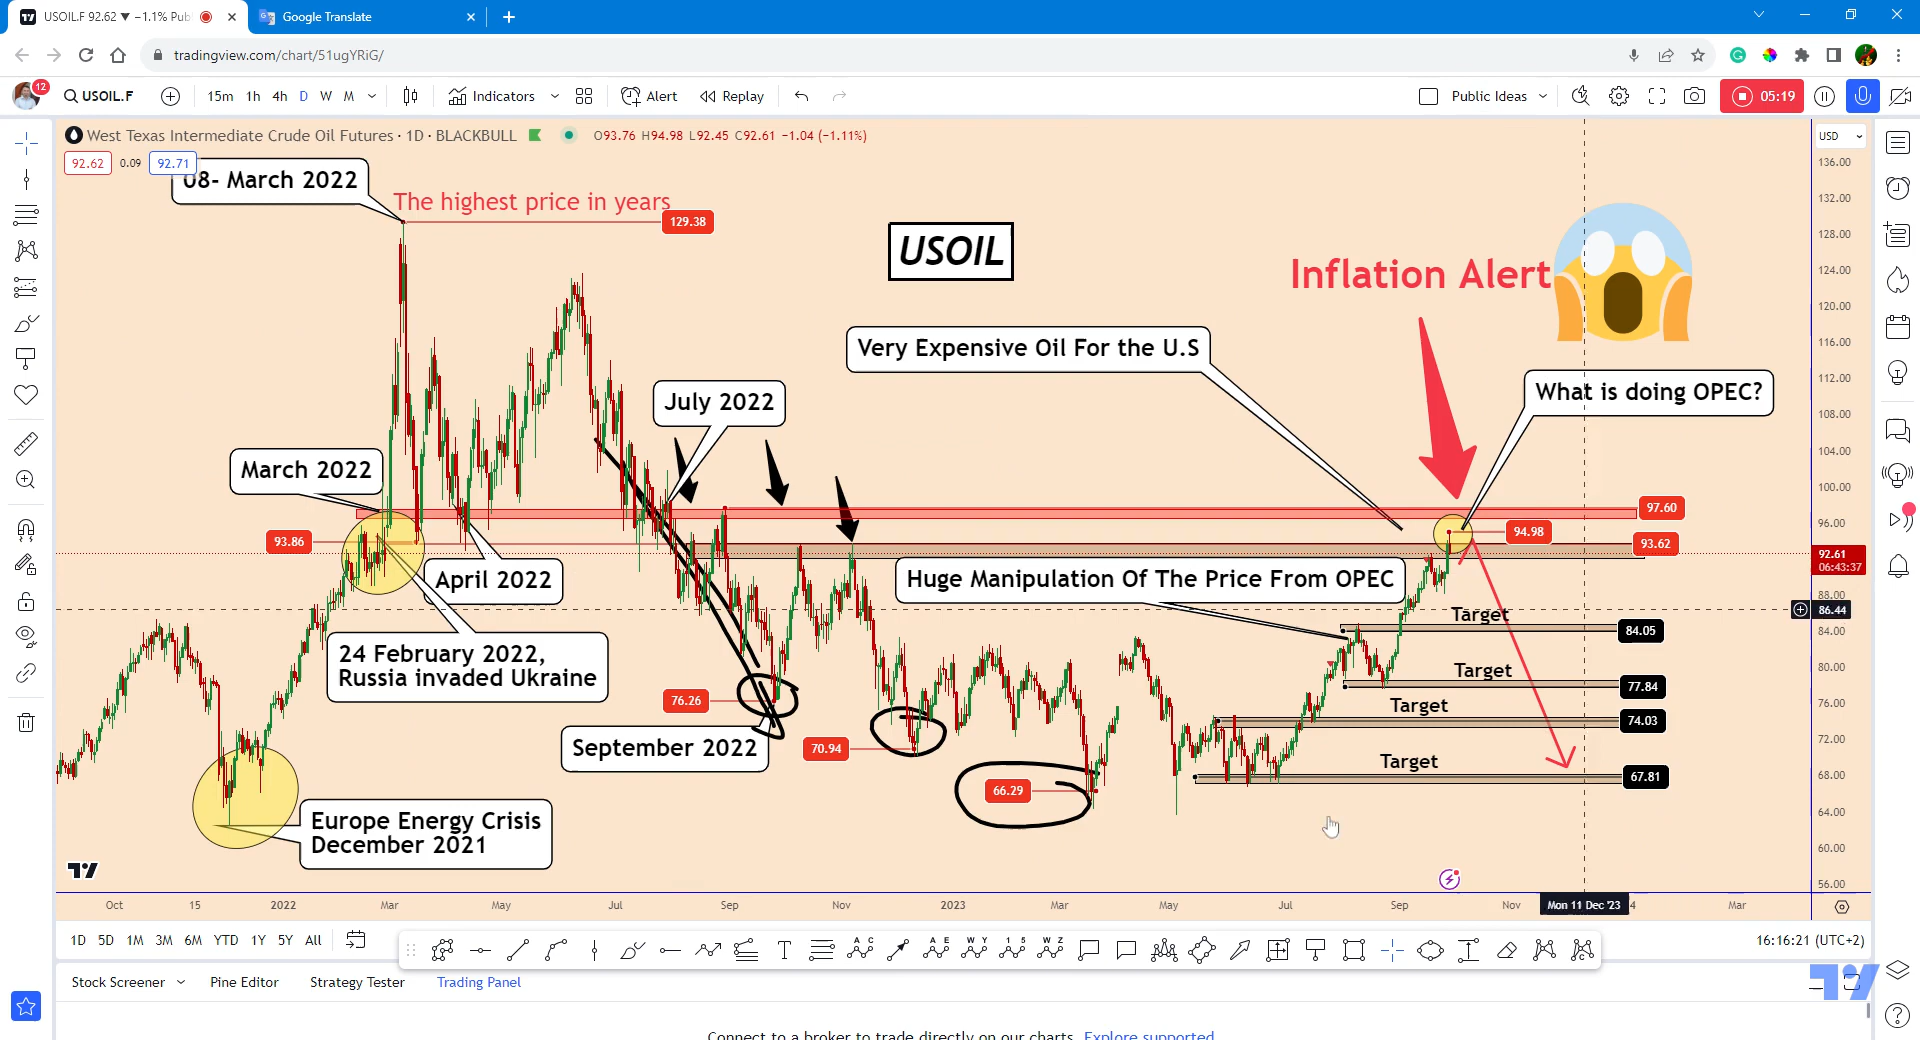 USOIL.F 92.62 ▼ −1.1% Pub
Google Translate
tradingview.com/chart/51ugYRiG/
12
USOIL.F
15m 1h 4h D W M
Indicators
Alert
Replay
Public Ideas
05:19
West Texas Intermediate Crude Oil Futures · 1D · BLACKBULL
O93.76 H94.98 L92.45 C92.61 −1.04 (−1.11%)
USD
92.62 0.09 92.71
08- March 2022
The highest price in years
129.38
USOIL
Inflation Alert
Very Expensive Oil For the U.S
What is doing OPEC?
July 2022
March 2022
97.60
94.98
93.86
93.62
April 2022
Huge Manipulation Of The Price From OPEC
24 February 2022,
Russia invaded Ukraine
Target
84.05
Target
77.84
76.26
Target
74.03
September 2022
70.94
Target
67.81
66.29
Europe Energy Crisis
December 2021
136.00
132.00
128.00
124.00
120.00
116.00
112.00
108.00
104.00
100.00
96.00
92.61
06:43:37
88.00
86.44
84.00
80.00
76.00
72.00
68.00
64.00
60.00
56.00
Oct 15 2022 Mar May Jul Sep Nov 2023 Mar May Jul Sep Nov Mon 11 Dec '23 4 Mar
1D 5D 1M 3M 6M YTD 1Y 5Y All
16:16:21 (UTC+2)
Stock Screener
Pine Editor
Strategy Tester
Trading Panel
Connect to a broker to trade directly on our charts. Explore supported